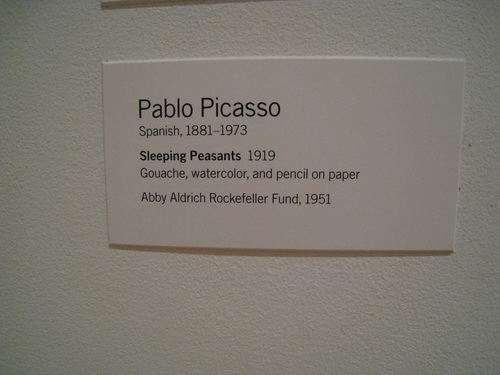 Pablo Picasso
Spanish, 1881–1973
Sleeping Peasants 1919
Gouache, watercolor, and pencil on paper
Abby Aldrich Rockefeller Fund, 1951